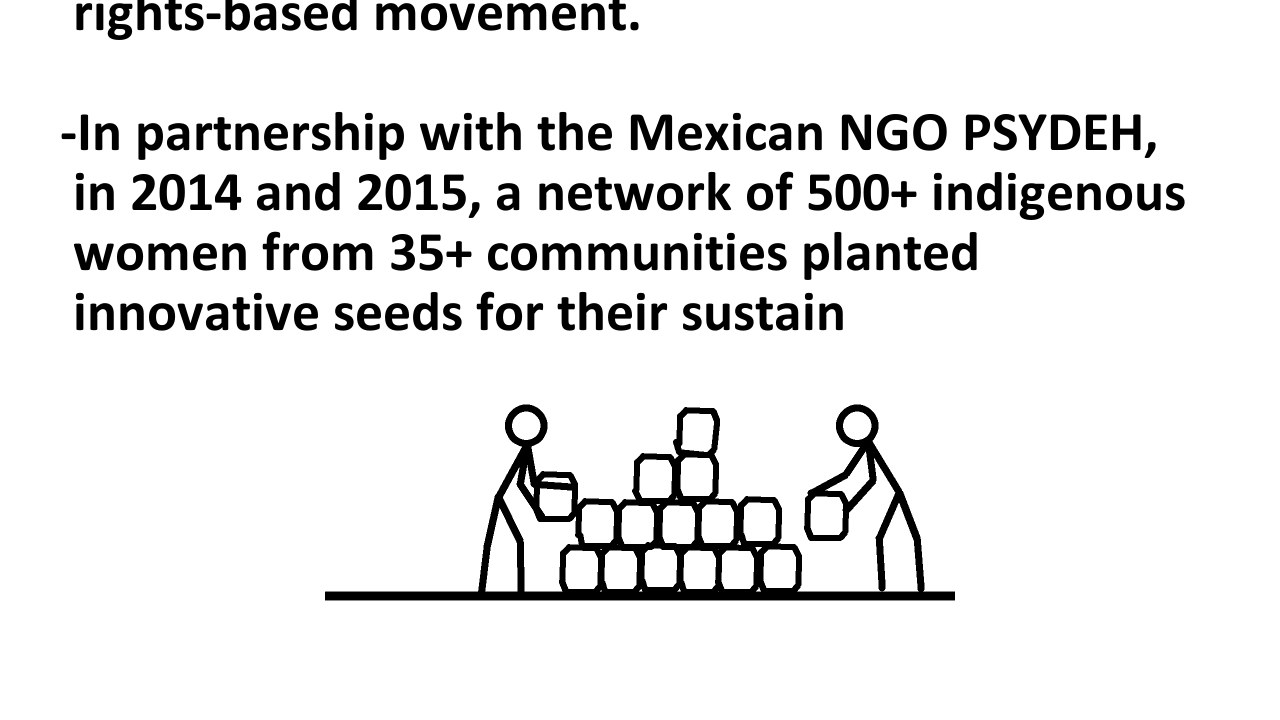 rights-based movement.
-In partnership with the Mexican NGO PSYDEH,
in 2014 and 2015, a network of 500+ indigenous
women from 35+ communities planted
innovative seeds for their sustain